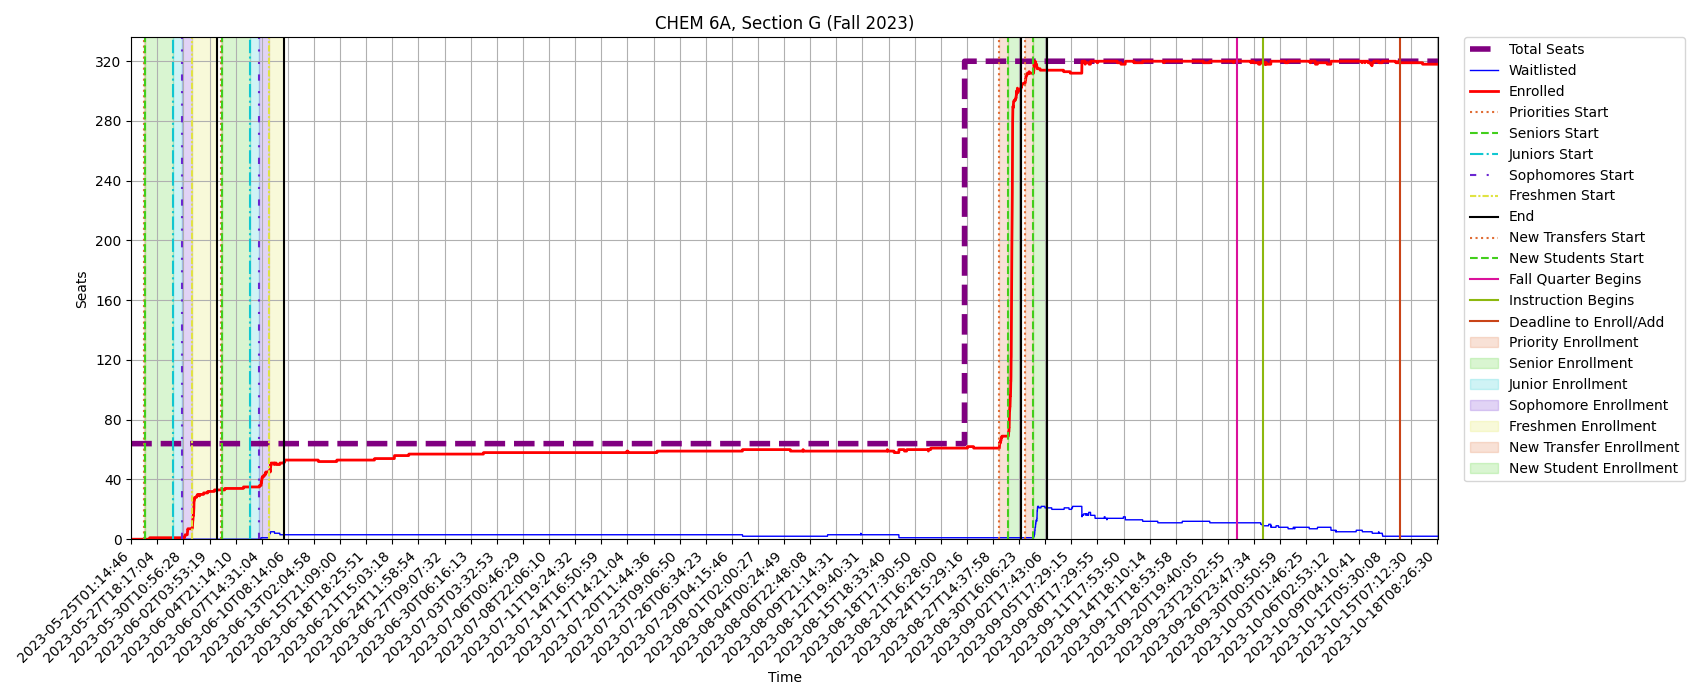 CHEM 6A, Section G (Fall 2023)
Seats
320
280
240
200
160
120
80
40
0
2023-05-25T01:14:46
2023-05-27T18:17:04
2023-05-30T10:56:28
2023-06-02T03:53:19
2023-06-04T21:14:10
2023-06-07T14:31:04
2023-06-10T08:14:06
2023-06-13T02:04:58
2023-06-15T21:09:00
2023-06-18T18:25:51
2023-06-21T15:03:18
2023-06-24T11:58:54
2023-06-27T09:07:32
2023-06-30T06:16:13
2023-07-03T03:32:53
2023-07-06T00:46:29
2023-07-08T22:06:10
2023-07-11T19:24:32
2023-07-14T16:50:59
2023-07-17T14:21:04
2023-07-20T11:44:36
2023-07-23T09:06:50
2023-07-26T06:34:23
2023-07-29T04:15:46
2023-08-01T02:00:27
2023-08-04T00:24:49
2023-08-06T22:48:08
2023-08-09T21:14:31
2023-08-12T19:40:31
2023-08-15T18:33:40
2023-08-18T17:30:50
2023-08-21T16:28:00
2023-08-24T15:29:16
2023-08-27T14:37:58
2023-08-30T16:06:23
2023-09-02T17:43:06
2023-09-05T17:29:15
2023-09-08T17:29:55
2023-09-11T17:53:50
2023-09-14T18:10:14
2023-09-17T18:53:58
2023-09-20T19:40:05
2023-09-23T23:02:55
2023-09-26T23:47:34
2023-09-30T00:50:59
2023-10-03T01:46:25
2023-10-06T02:53:12
2023-10-09T04:10:41
2023-10-12T05:30:08
2023-10-15T07:12:30
2023-10-18T08:26:30
Time
Total Seats
Waitlisted
Enrolled
Priorities Start
Seniors Start
Juniors Start
Sophomores Start
Freshmen Start
End
New Transfers Start
New Students Start
Fall Quarter Begins
Instruction Begins
Deadline to Enroll/Add
Priority Enrollment
Senior Enrollment
Junior Enrollment
Sophomore Enrollment
Freshmen Enrollment
New Transfer Enrollment
New Student Enrollment